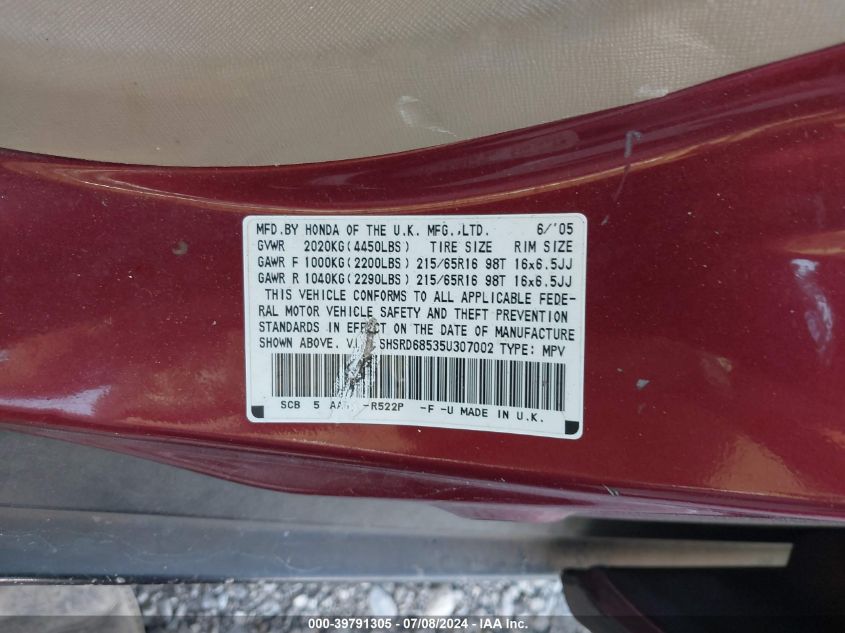 MFD.BY HONDA OF THE U.K. MFG.,LTD. 6/'05
GVWR 2020KG(4450LBS) TIRE SIZE RIM SIZE
GAWR F 1000KG(2200LBS) 215/65R16 98T 16x6.5JJ
GAWR R 1040KG(2290LBS) 215/65R16 98T 16x6.5JJ
THIS VEHICLE CONFORMS TO ALL APPLICABLE FEDE-
RAL MOTOR VEHICLE SAFETY AND THEFT PREVENTION
STANDARDS IN EFFECT ON THE DATE OF MANUFACTURE
SHOWN ABOVE. SHSRD68535U307002 TYPE: MPV
SCB 5 -R522P -F -U MADE IN U.K.
000-39791305 - 07/08/2024 - IAAI.com